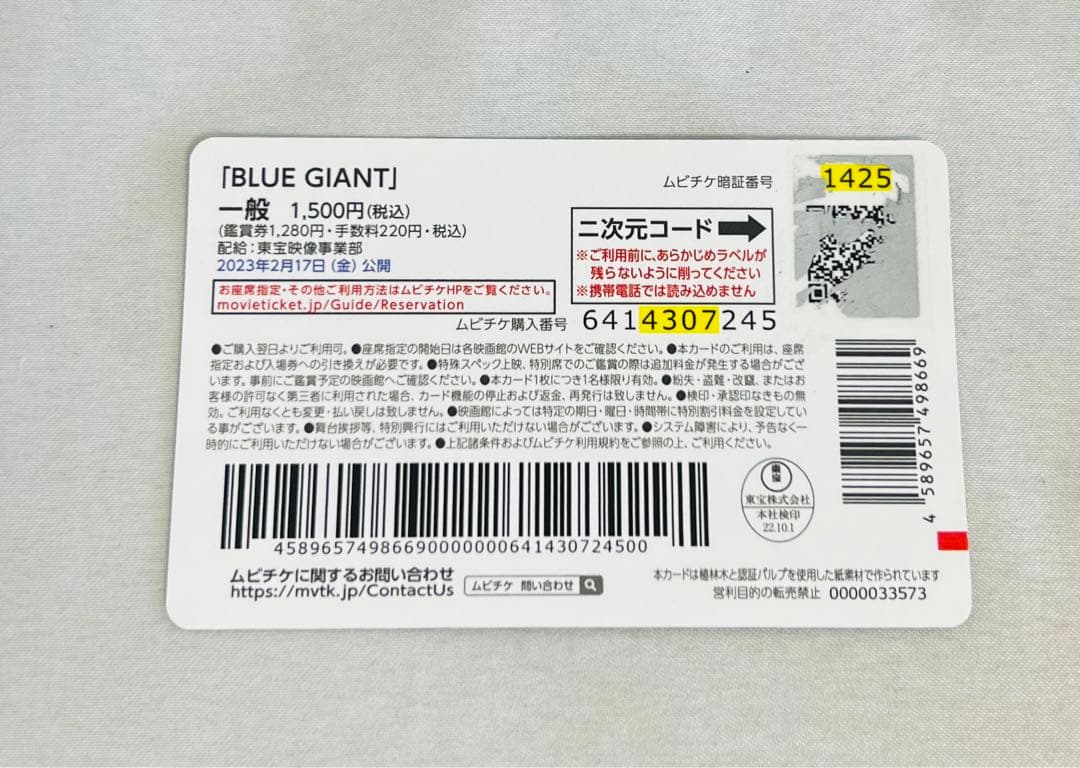 「BLUE GIANT」
一般 1,500円(税込)
(鑑賞券1,280円・手数料220円・税込)
配給：東宝映像事業部
2023年2月17日（金）公開
お座席指定・その他ご利用方法はムビチケHPをご覧ください。
movieticket.jp/Guide/Reservation
ムビチケ暗証番号 1425
二次元コード
※ご利用前に、あらかじめラベルが
残らないように削ってください
※携帯電話では読み込めません
ムビチケ購入番号 6414307245
●ご購入翌日よりご利用可。●座席指定の開始日は各映画館のWEBサイトをご確認ください。●本カードのご利用は、座席
指定および入場券への引き換えが必要です。●特殊スペック上映、特別席でのご鑑賞の際は追加料金が発生する場合がござ
います。事前にご鑑賞予定の映画館へご確認ください。●本カード1枚につき1名様限り有効。●紛失・盗難・改竄、またはお
客様の許可なく第三者に利用された場合、カード機能の停止および返金、再発行は致しません。●検印・承認印なきもの無
効。ご利用なくとも変更・払い戻しは致しません。●映画館によっては特定の期日・曜日・時間帯に特別割引料金を設定してい
る事がございます。●舞台挨拶等、特別興行にはご利用いただけない場合がございます。●システム障害により、予告なく一
時的にご利用いただけない場合がございます。●上記諸条件およびムビチケ利用規約をご参照の上、ご利用ください。
45896574986690000000641430724500
4 589657 498669
東宝
東宝株式会社
本社検印
22.10.1
ムビチケに関するお問い合わせ
https://mvtk.jp/ContactUs
ムビチケ 問い合わせ
本カードは植林木と認証パルプを使用した紙素材で作られています
営利目的の転売禁止 0000033573